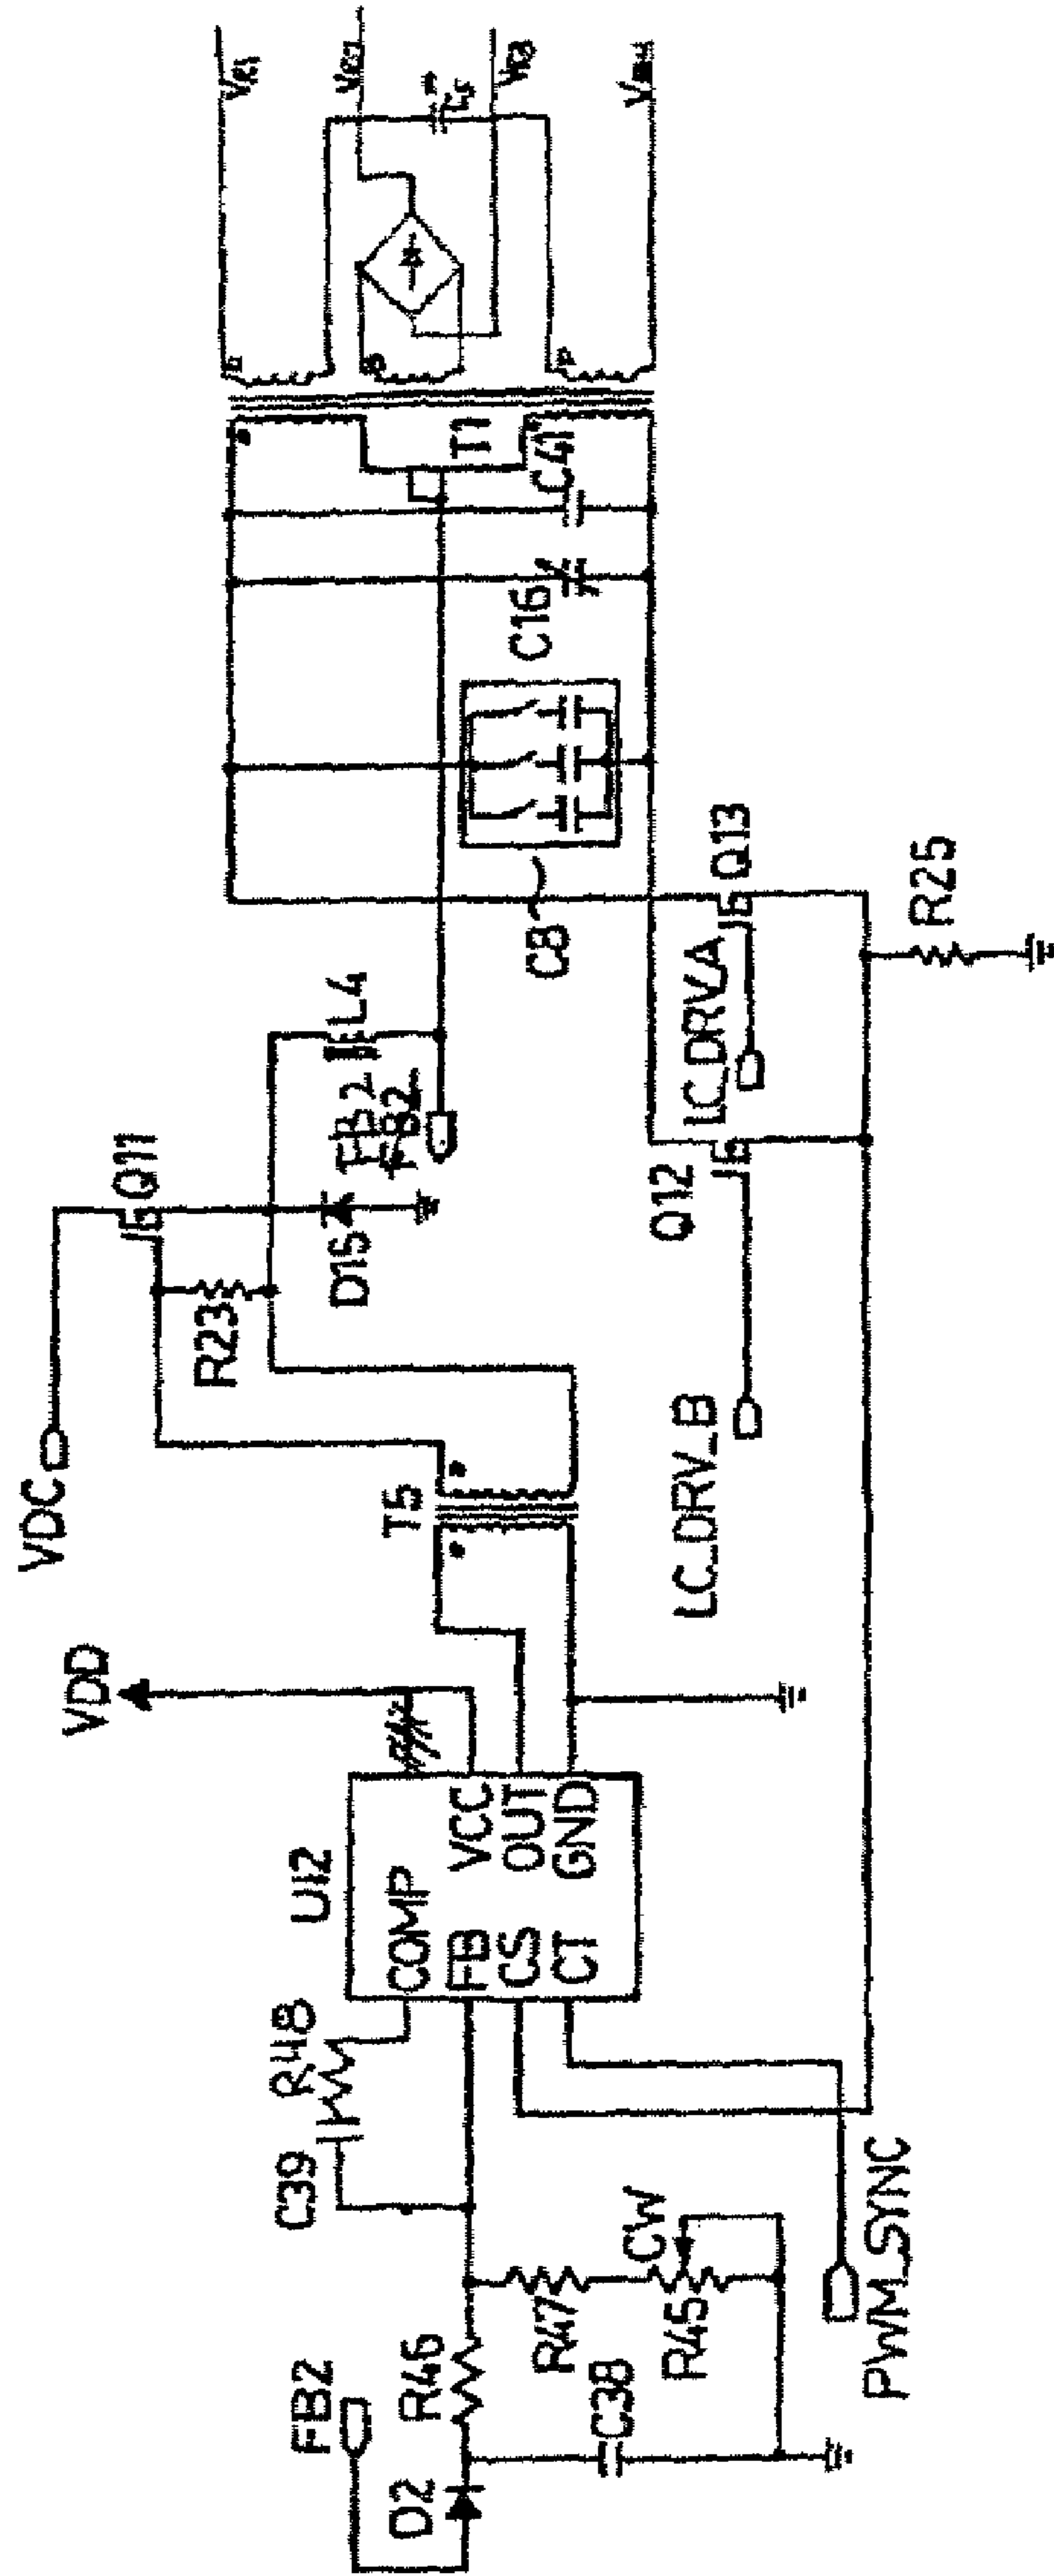 FB2
D2
R46
C38
R47
R45
CW
C39
R48
PWM_SYNC
U12
COMP
FB
CS
CT
VCC
OUT
GND
VDD
VDC
T5
R23
Q11
D15
FB2
L4
LC_DRV_B
LC_DRV_A
Q12
Q13
R25
C8
C16
C41
T1
VR1